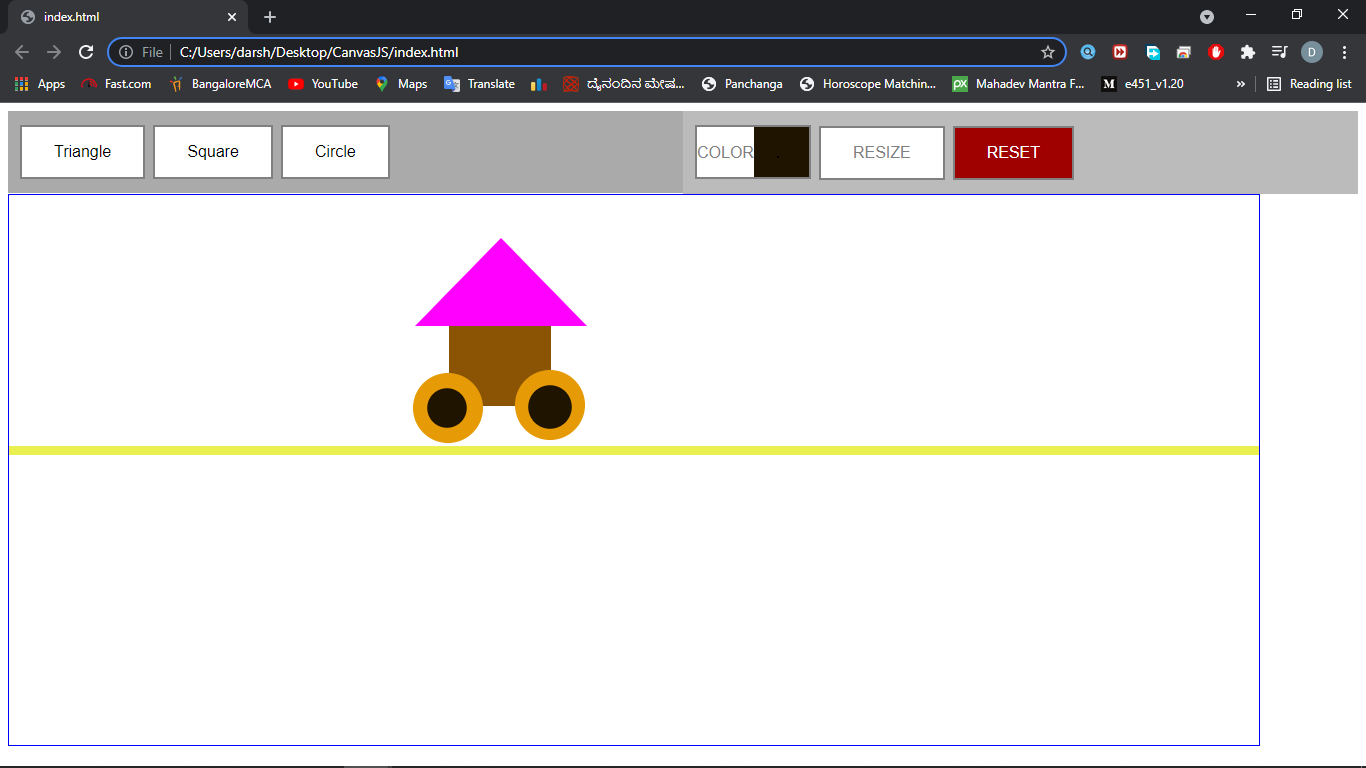 index.html
File C:/Users/darsh/Desktop/CanvasJS/index.html D
Apps Fast.com BangaloreMCA YouTube Maps Translate ದೈನಂದಿನ ಮೇಷ... Panchanga Horoscope Matchin... px Mahadev Mantra F... M e451_v1.20 » Reading list
Triangle Square Circle COLOR RESIZE RESET